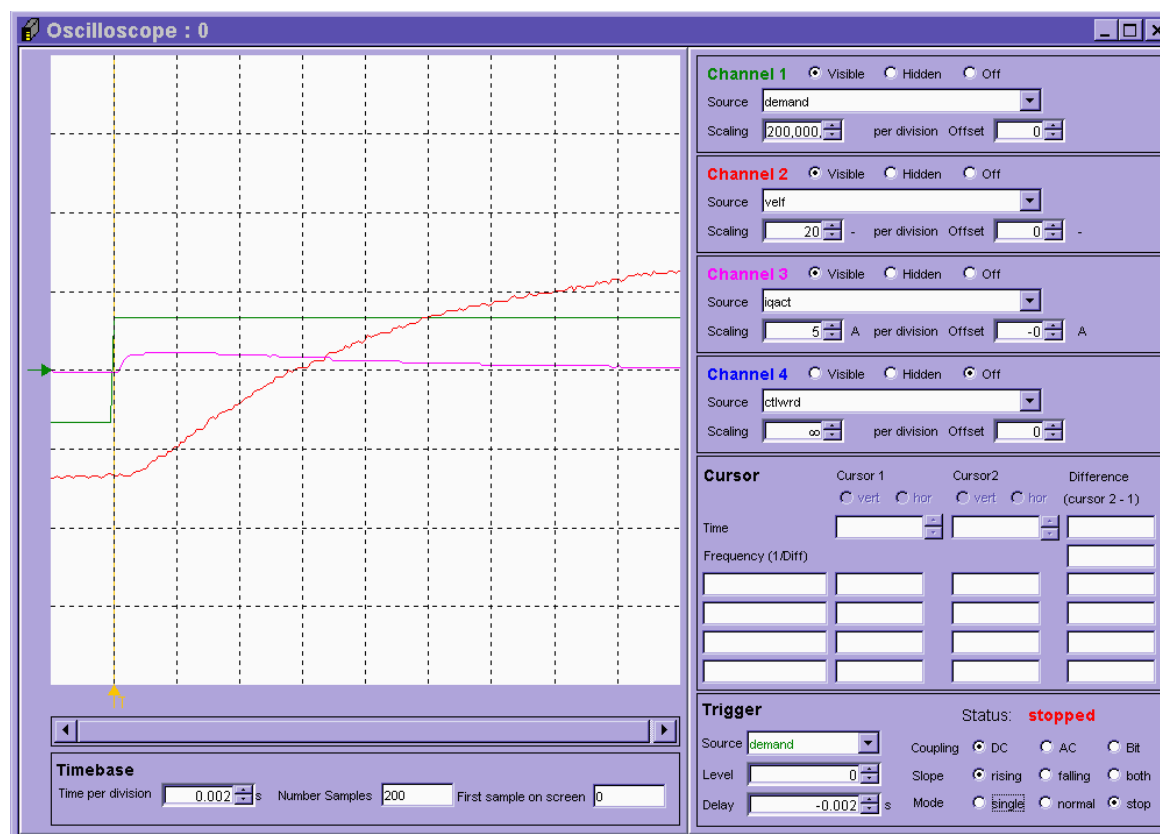 Oscilloscope : 0
Channel 1 Visible Hidden Off
Source demand
Scaling 200,000, per division Offset 0
Channel 2 Visible Hidden Off
Source velf
Scaling 20 - per division Offset 0 -
Channel 3 Visible Hidden Off
Source iqact
Scaling 5 A per division Offset -0 A
Channel 4 Visible Hidden Off
Source ctlwrd
Scaling ∞ per division Offset 0
Cursor Cursor 1 Cursor2 Difference
vert hor vert hor (cursor 2 - 1)
Time
Frequency (1/Diff)
Trigger Status: stopped
Source demand Coupling DC AC Bit
Level 0 Slope rising falling both
Delay -0.002 s Mode single normal stop
Timebase
Time per division 0.002 s Number Samples 200 First sample on screen 0